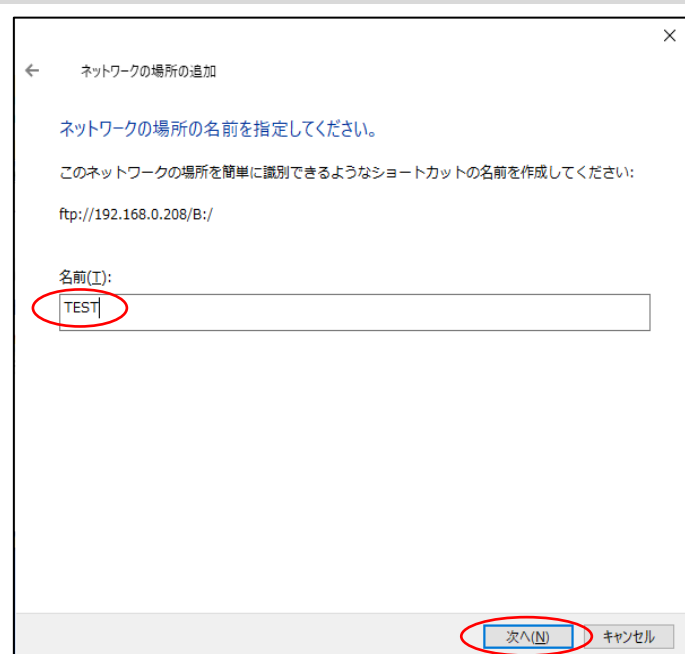 ネットワークの場所の追加
ネットワークの場所の名前を指定してください。
このネットワークの場所を簡単に識別できるようなショートカットの名前を作成してください:
ftp://192.168.0.208/B:/
名前(T):
TEST
次へ(N) キャンセル